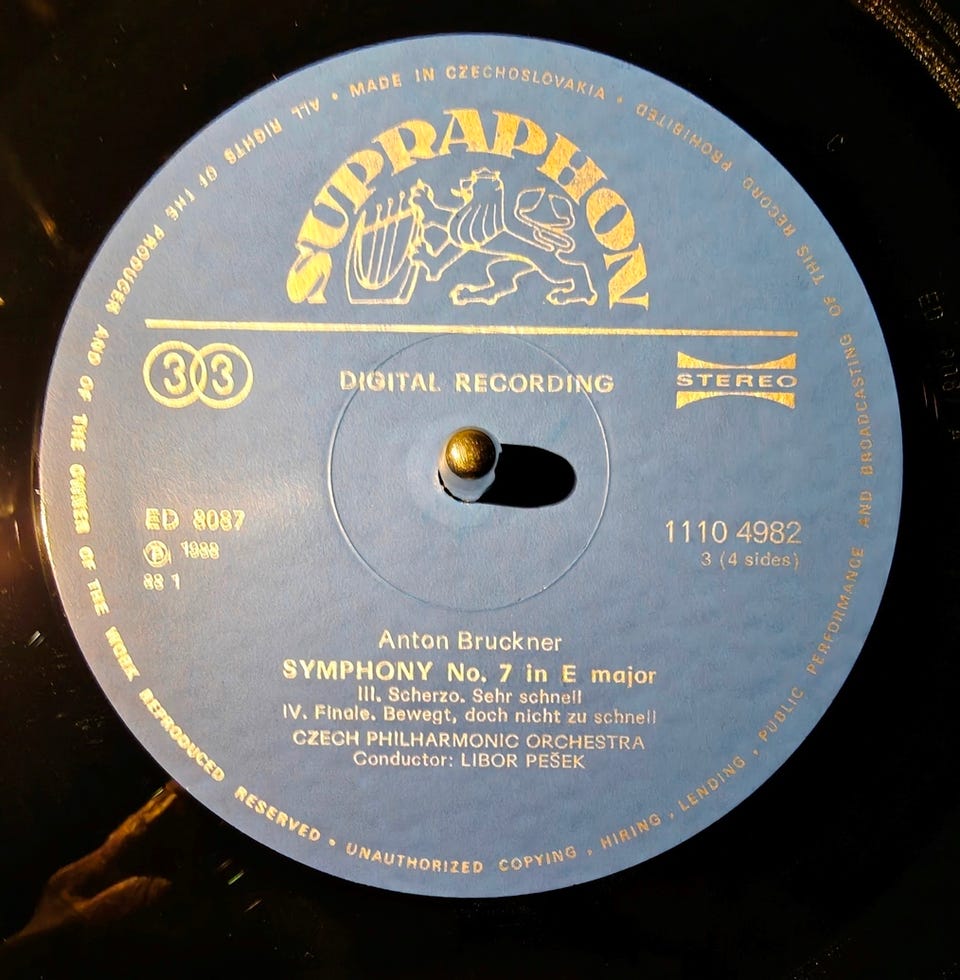 ALL RIGHTS OF THE PRODUCER AND OF THE OWNER OF THE WORK REPRODUCED RESERVED • UNAUTHORIZED COPYING, HIRING, LENDING, PUBLIC PERFORMANCE AND BROADCASTING OF THIS RECORD PROHIBITED • MADE IN CZECHOSLOVAKIA •
SUPRAPHON
33
DIGITAL RECORDING
STEREO
ED 8087
1110 4982
Ⓟ 1988
3 (4 sides)
88 1
Anton Bruckner
SYMPHONY No. 7 in E major
III. Scherzo. Sehr schnell
IV. Finale. Bewegt, doch nicht zu schnell
CZECH PHILHARMONIC ORCHESTRA
Conductor: LIBOR PEŠEK